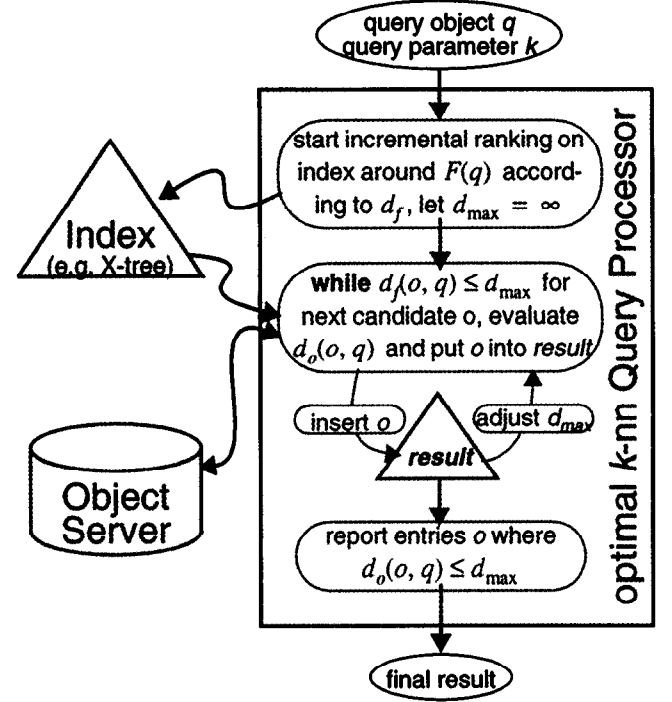 query object q
query parameter k
start incremental ranking on
index around F(q) accord-
ing to d_f, let d_max = ∞
Index
(e.g. X-tree)
while d_f(o, q) ≤ d_max for
next candidate o, evaluate
d_o(o, q) and put o into result
insert o
adjust d_max
result
Object
Server
report entries o where
d_o(o, q) ≤ d_max
final result
optimal k-nn Query Processor